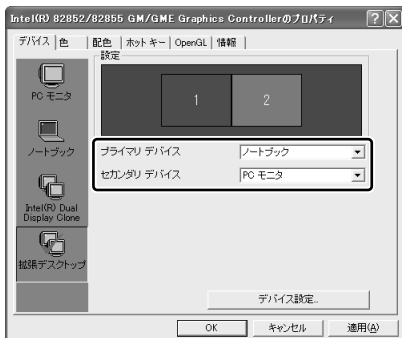 Intel(R) 82852/82855 GM/GME Graphics Controllerのプロパティ
デバイス 色 配色 ホット キー OpenGL 情報
設定
PC モニタ
1 2
ノートブック
プライマリ デバイス ノートブック
セカンダリ デバイス PC モニタ
Intel(R) Dual
Display Clone
拡張デスクトップ
デバイス設定...
OK キャンセル 適用(A)